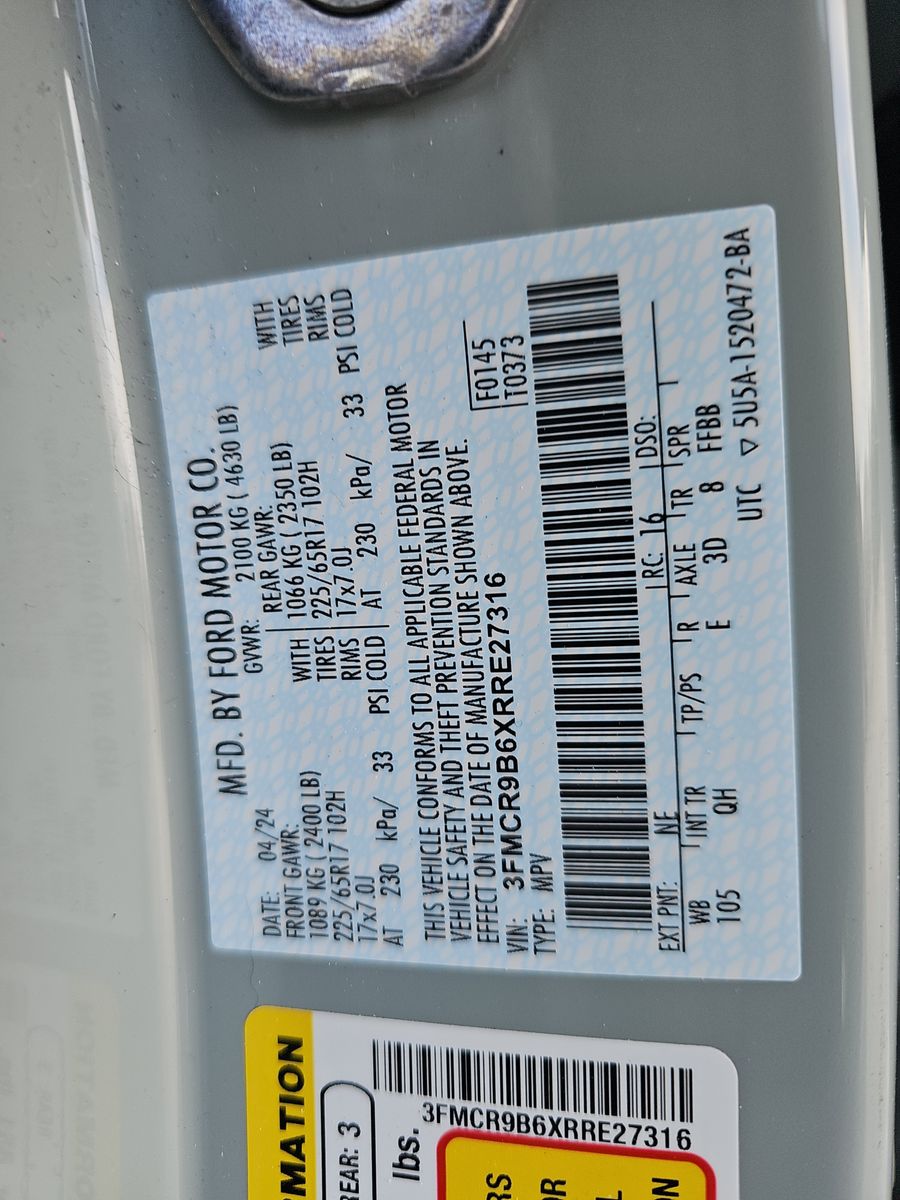 MFD. BY FORD MOTOR CO.
DATE: 04/24 GVWR: 2100 KG ( 4630 LB)
FRONT GAWR: REAR GAWR:
1089 KG ( 2400 LB) WITH 1066 KG ( 2350 LB) WITH
225/65R17 102H TIRES 225/65R17 102H TIRES
17x7.0J RIMS 17x7.0J RIMS
AT 230 kPa/ 33 PSI COLD AT 230 kPa/ 33 PSI COLD
THIS VEHICLE CONFORMS TO ALL APPLICABLE FEDERAL MOTOR
VEHICLE SAFETY AND THEFT PREVENTION STANDARDS IN
EFFECT ON THE DATE OF MANUFACTURE SHOWN ABOVE.
F0145
VIN: 3FMCR9B6XRRE27316
T0373
TYPE: MPV
EXT PNT: NE RC: 16 DSO:
WB INT TR TP/PS R AXLE TR SPR
105 QH E 3D 8 FFBB
UTC ▽ 5U5A-1520472-BA
RMATION
REAR: 3
lbs.
3FMCR9B6XRRE27316
RS
OR
L
ON